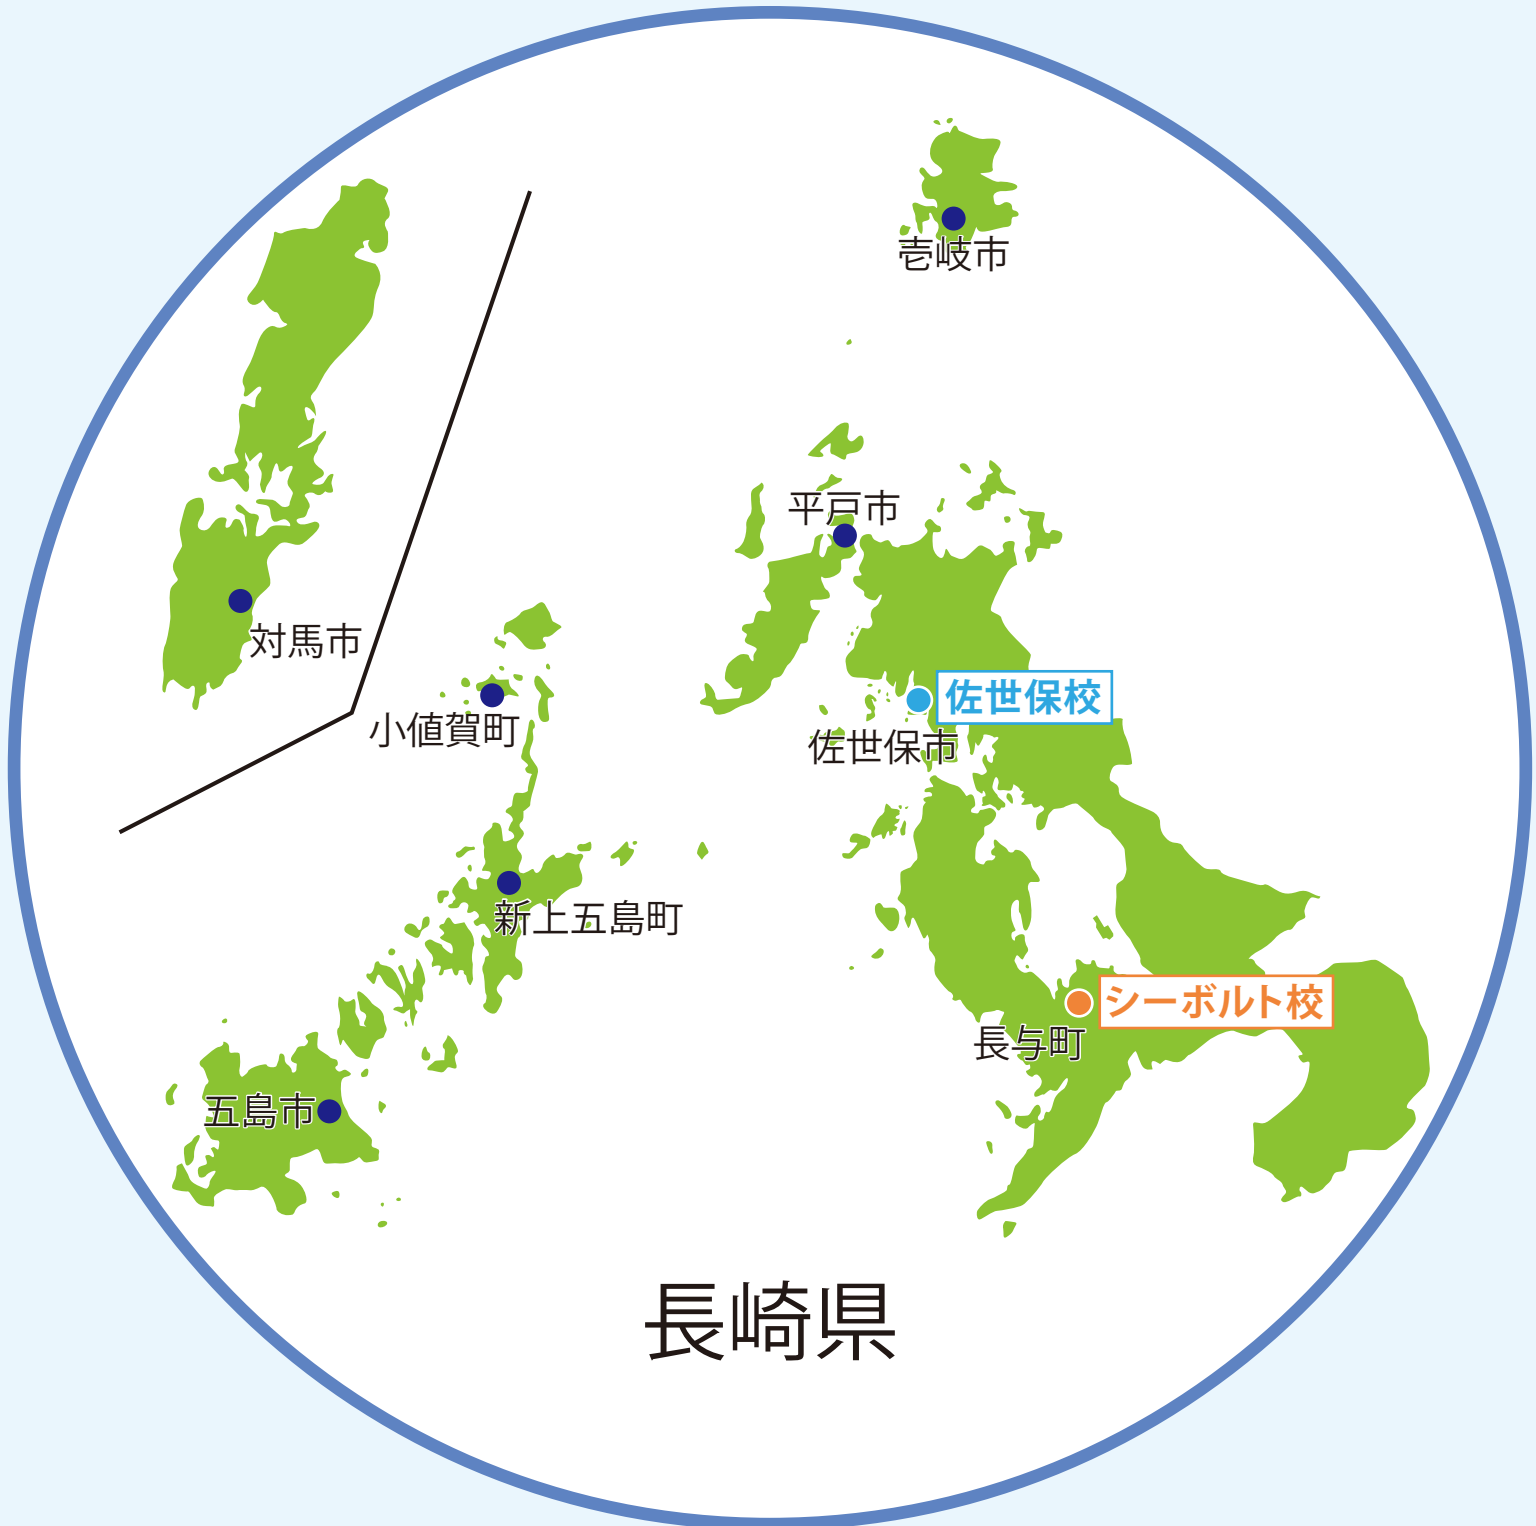 壱岐市
平戸市
対馬市
佐世保校
小値賀町
佐世保市
新上五島町
シーボルト校
長与町
五島市
長崎県